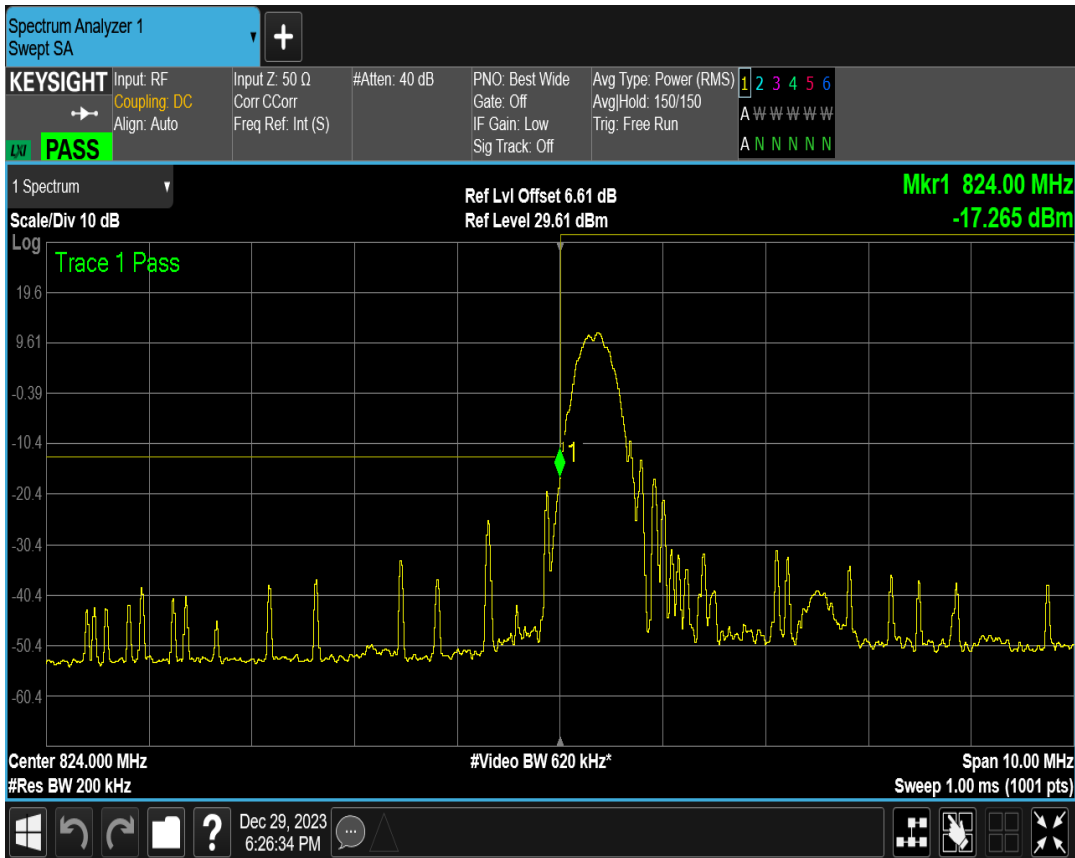 Spectrum Analyzer 1
Swept SA
+
KEYSIGHT
LXI PASS
Input: RF
Coupling: DC
Align: Auto
Input Z: 50 Ω
Corr CCorr
Freq Ref: Int (S)
#Atten: 40 dB
PNO: Best Wide
Gate: Off
IF Gain: Low
Sig Track: Off
Avg Type: Power (RMS)
Avg|Hold: 150/150
Trig: Free Run
1 2 3 4 5 6
A W W W W W
A N N N N N
1 Spectrum
Scale/Div 10 dB
Ref Lvl Offset 6.61 dB
Ref Level 29.61 dBm
Mkr1 824.00 MHz
-17.265 dBm
Log
Trace 1 Pass
19.6
9.61
-0.39
-10.4
1
-20.4
-30.4
-40.4
-50.4
-60.4
Center 824.000 MHz
#Video BW 620 kHz*
Span 10.00 MHz
#Res BW 200 kHz
Sweep 1.00 ms (1001 pts)
?
Dec 29, 2023
6:26:34 PM